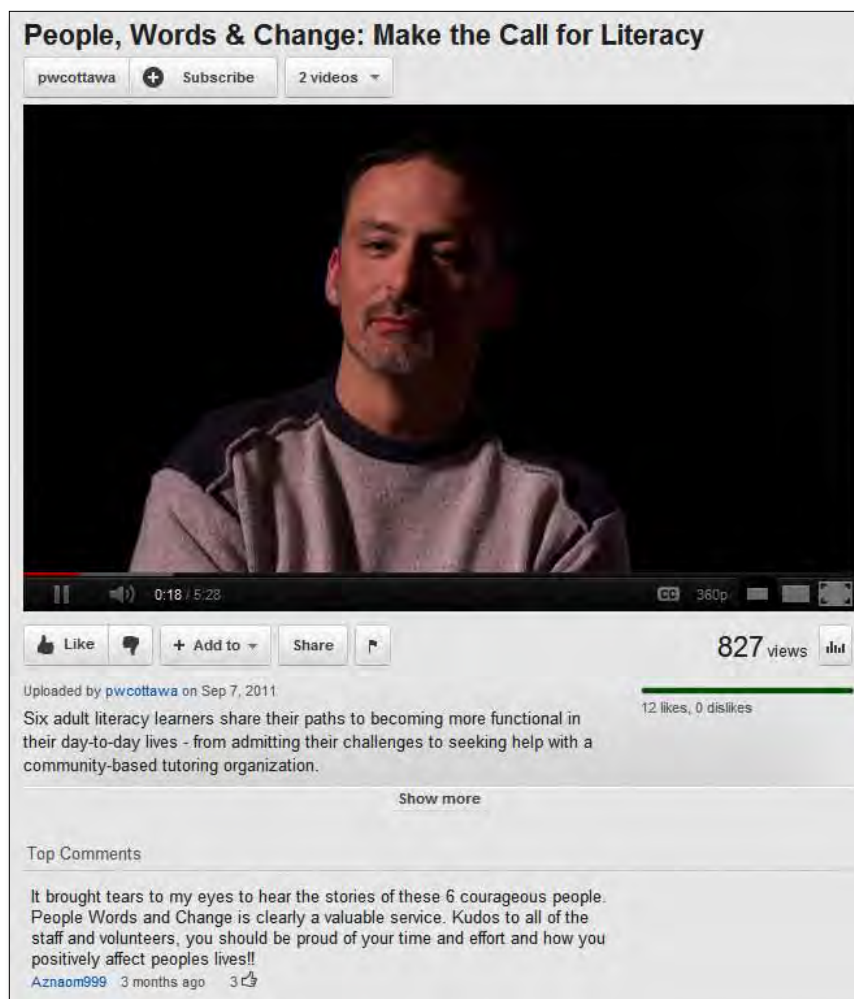 People, Words & Change: Make the Call for Literacy
pwcottawa Subscribe 2 videos
0:18 / 5:28 CC 360p
Like Add to Share 827 views
Uploaded by pwcottawa on Sep 7, 2011
12 likes, 0 dislikes
Six adult literacy learners share their paths to becoming more functional in
their day-to-day lives - from admitting their challenges to seeking help with a
community-based tutoring organization.
Show more
Top Comments
It brought tears to my eyes to hear the stories of these 6 courageous people.
People Words and Change is clearly a valuable service. Kudos to all of the
staff and volunteers, you should be proud of your time and effort and how you
positively affect peoples lives!!
Aznaom999 3 months ago 3